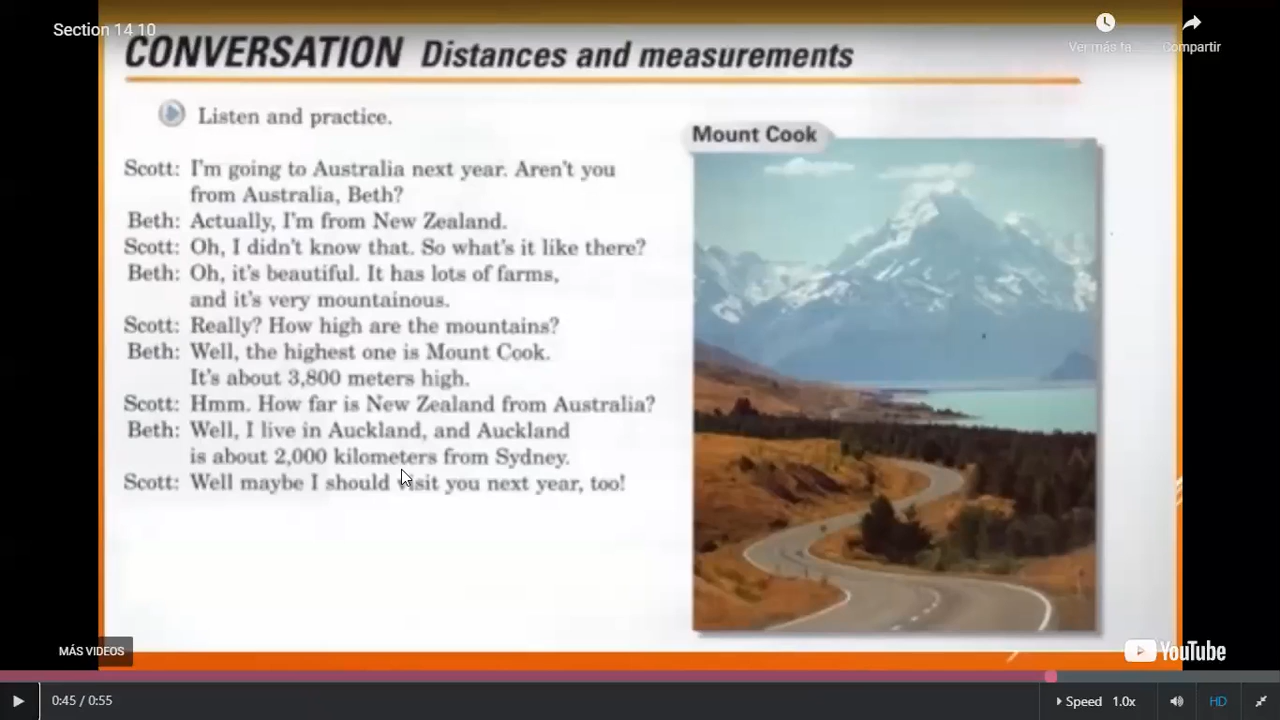 Section 14 10
Ver más ta...
Compartir
CONVERSATION Distances and measurements
Listen and practice.
Mount Cook
Scott: I'm going to Australia next year. Aren't you
from Australia, Beth?
Beth: Actually, I'm from New Zealand.
Scott: Oh, I didn't know that. So what's it like there?
Beth: Oh, it's beautiful. It has lots of farms,
and it's very mountainous.
Scott: Really? How high are the mountains?
Beth: Well, the highest one is Mount Cook.
It's about 3,800 meters high.
Scott: Hmm. How far is New Zealand from Australia?
Beth: Well, I live in Auckland, and Auckland
is about 2,000 kilometers from Sydney.
Scott: Well maybe I should visit you next year, too!
MÁS VIDEOS
YouTube
0:45 / 0:55
Speed 1.0x
HD